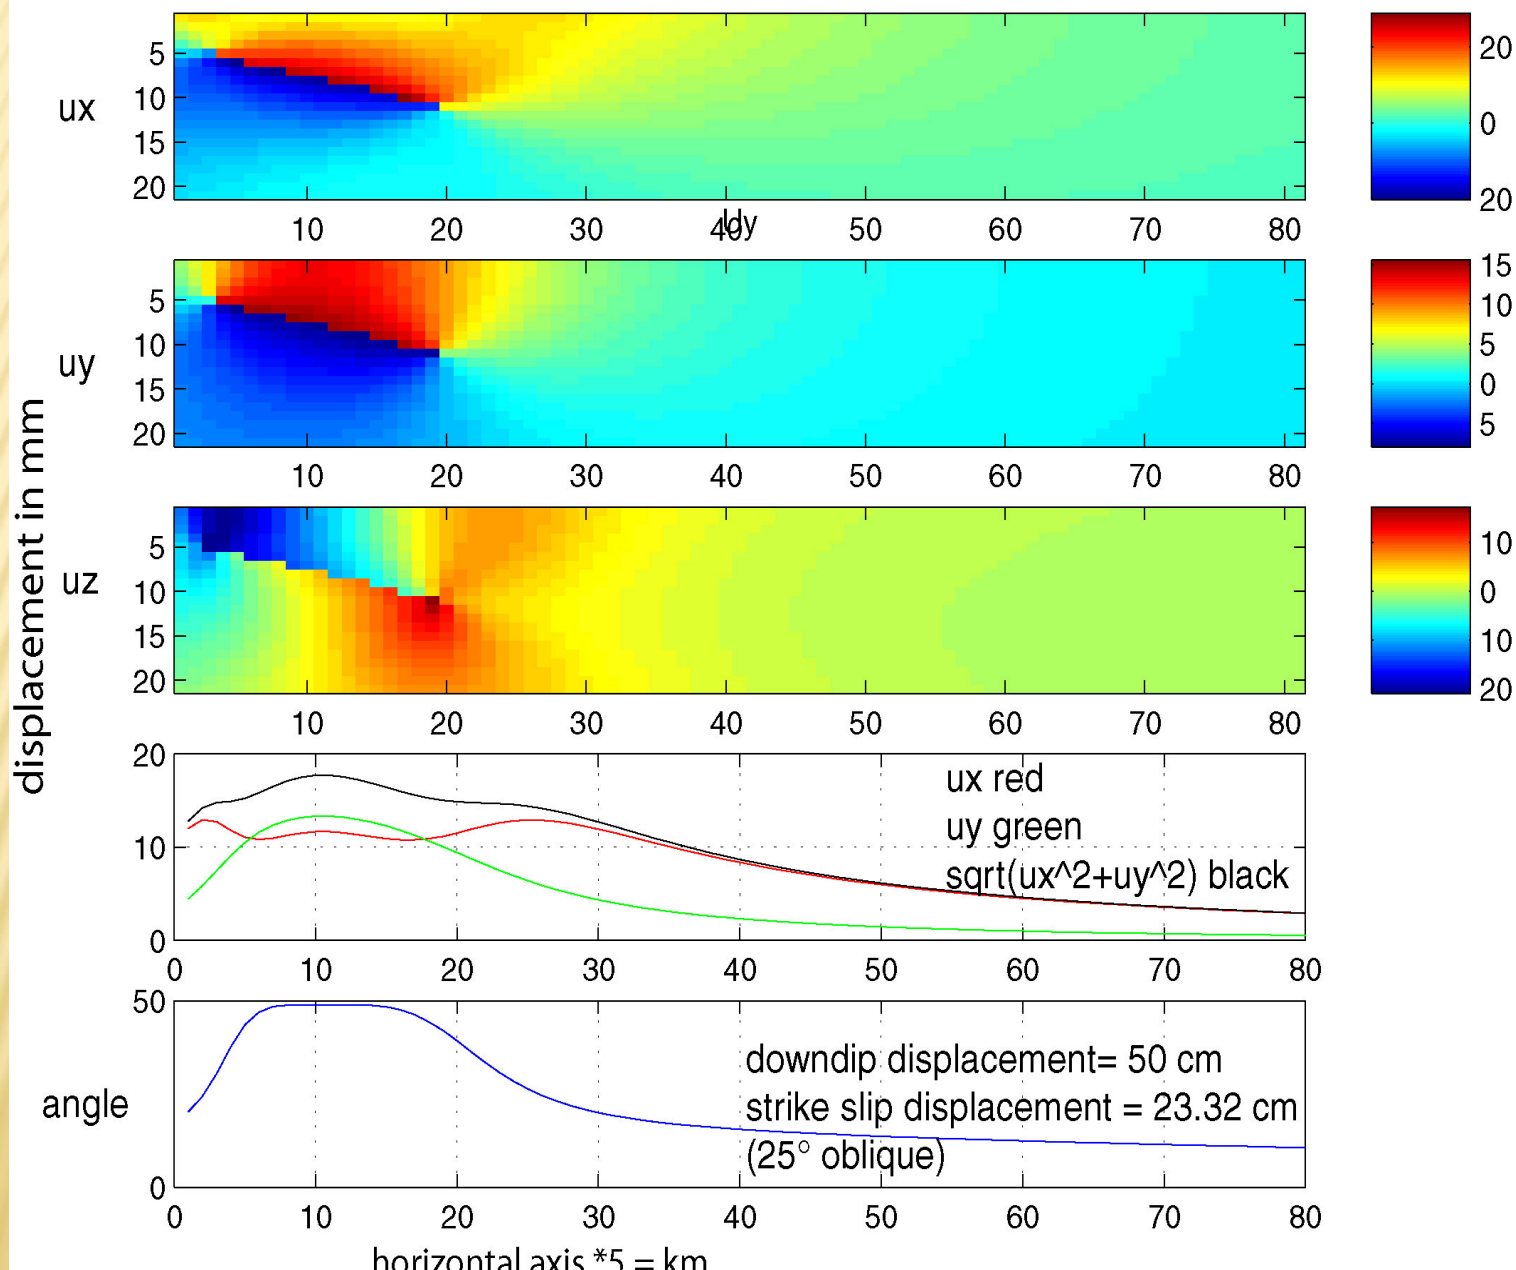 ux
5
10
15
20
10 20 30 40 50 60 70 80
Uy
20
0
20
uy
5
10
15
20
10 20 30 40 50 60 70 80
15
10
5
0
5
displacement in mm
uz
5
10
15
20
10 20 30 40 50 60 70 80
10
0
10
20
20
10
0
ux red
uy green
sqrt(ux^2+uy^2) black
0 10 20 30 40 50 60 70 80
angle
50
0
downdip displacement= 50 cm
strike slip displacement = 23.32 cm
(25° oblique)
0 10 20 30 40 50 60 70 80
horizontal axis *5 = km